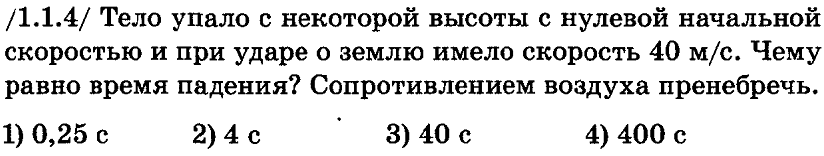 /1.1.4/ Тело упало с некоторой высоты с нулевой начальной
скоростью и при ударе о землю имело скорость 40 м/с. Чему
равно время падения? Сопротивлением воздуха пренебречь.
1) 0,25 с 2) 4 с 3) 40 с 4) 400 с